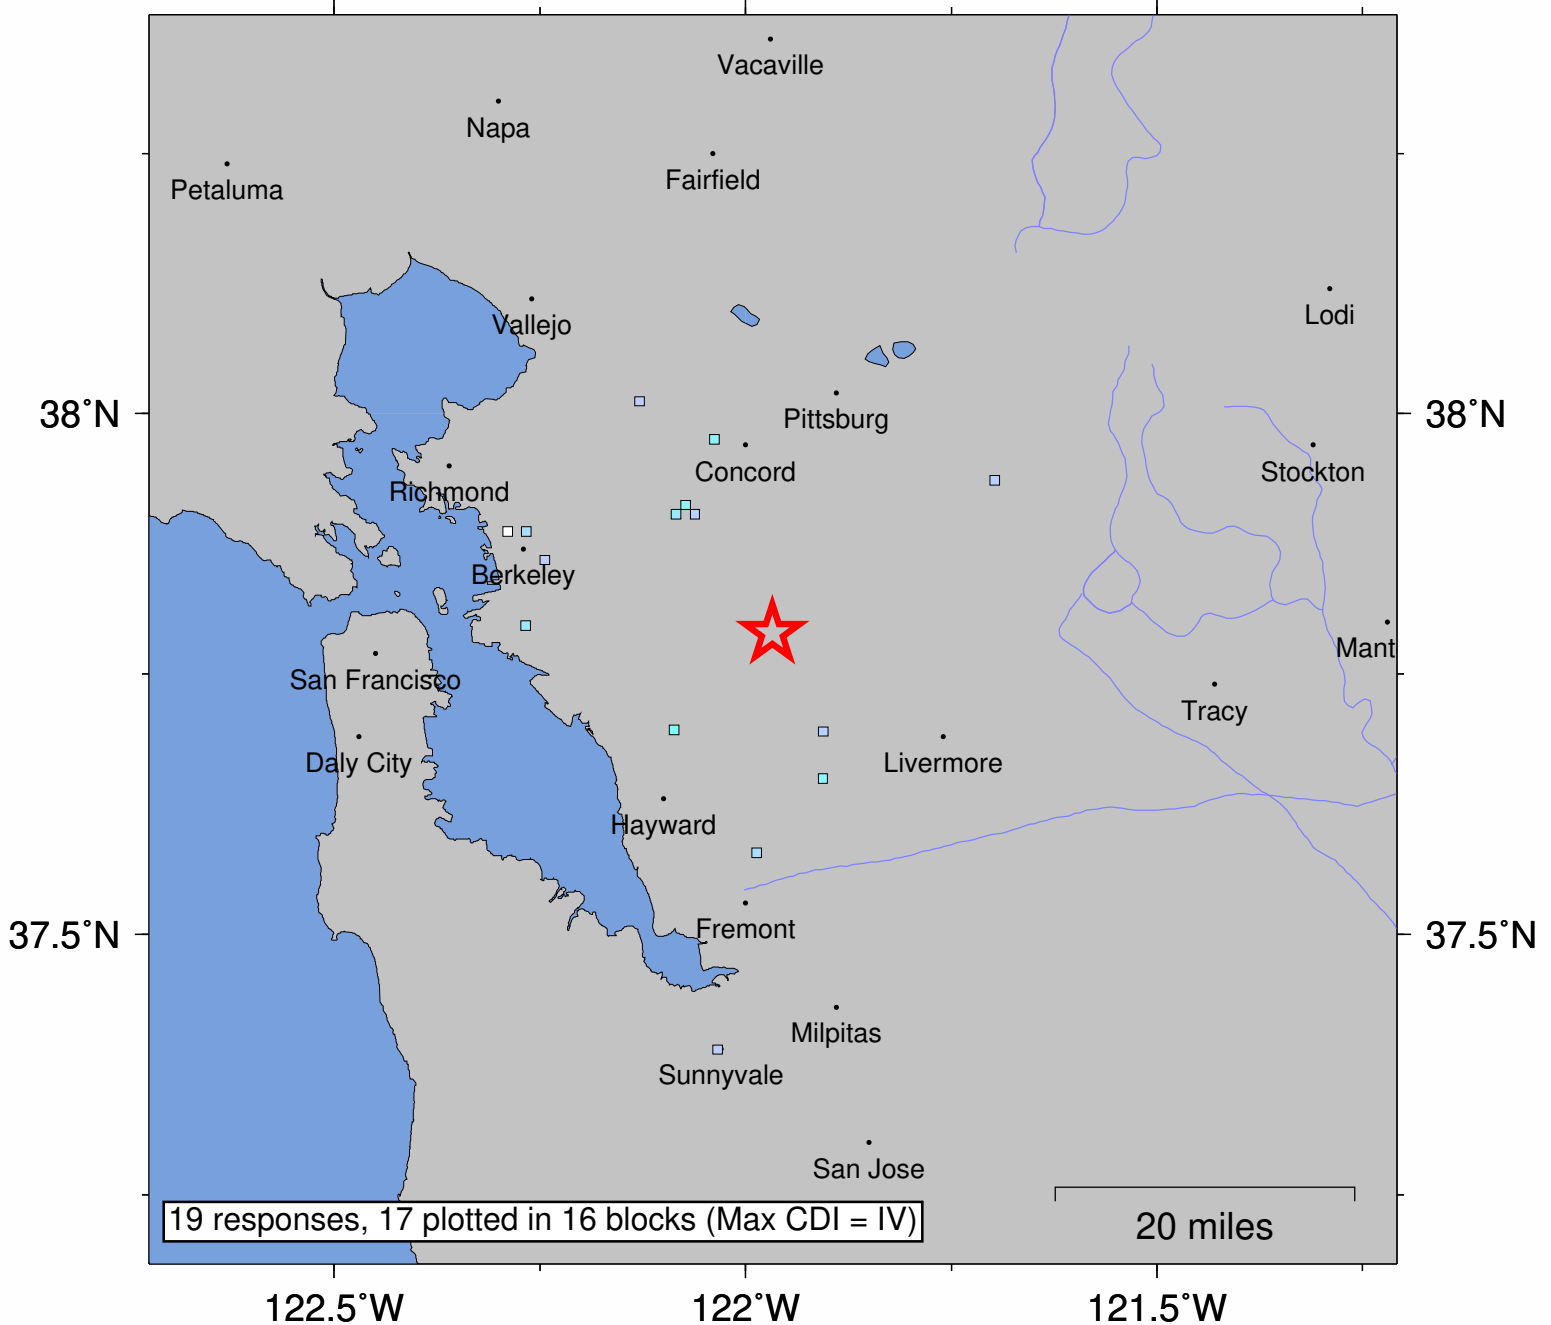 Vacaville
Napa
Fairfield
Petaluma
Vallejo
Lodi
38˚N
Pittsburg
38˚N
Concord
Stockton
Richmond
Berkeley
Mant
San Francisco
Tracy
Daly City
Livermore
Hayward
37.5˚N
Fremont
37.5˚N
Milpitas
Sunnyvale
San Jose
19 responses, 17 plotted in 16 blocks (Max CDI = IV)
20 miles
122.5˚W
122˚W
121.5˚W